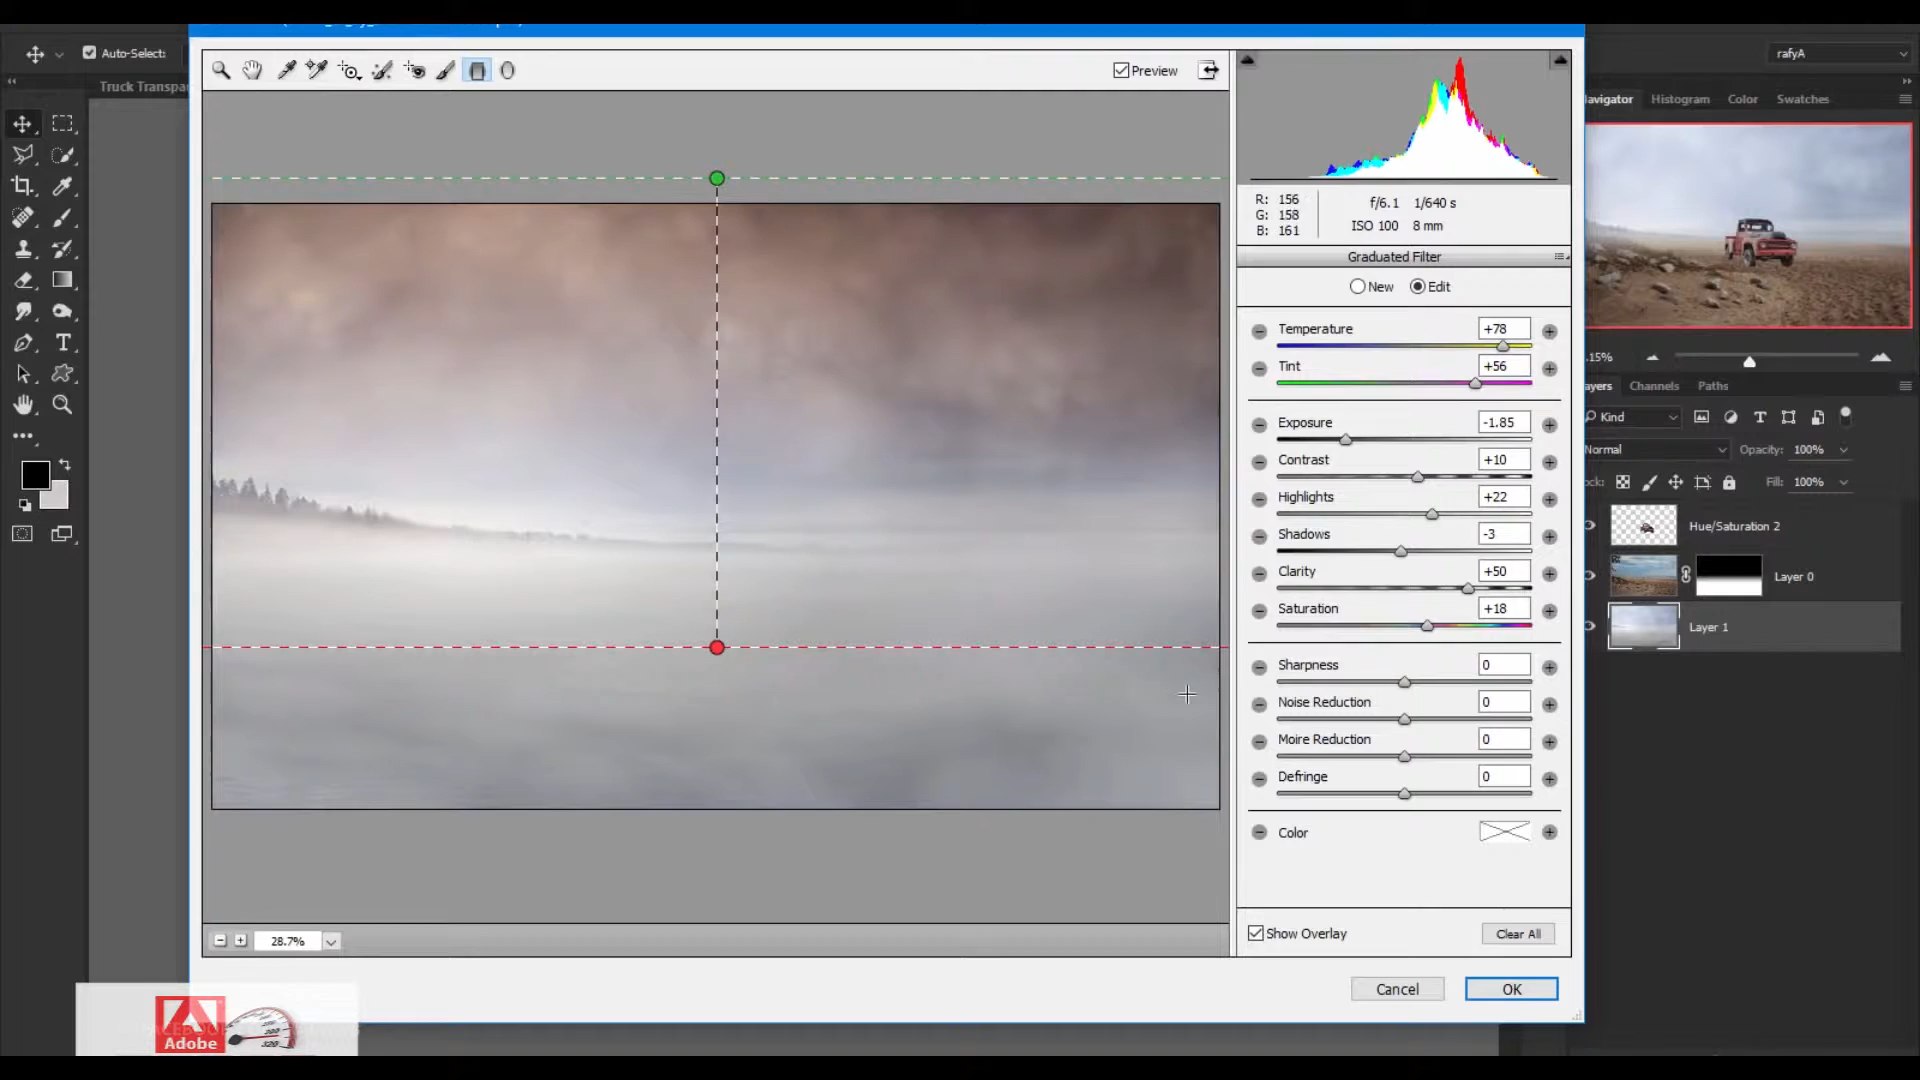 Auto-Select:
rafyA
Truck Transpa
Preview
Navigator Histogram Color Swatches
R: 156
G: 158
B: 161
f/6.1 1/640 s
ISO 100 8 mm
Graduated Filter
New Edit
Temperature +78
Tint +56
Exposure -1.85
Contrast +10
Highlights +22
Shadows -3
Clarity +50
Saturation +18
Sharpness 0
Noise Reduction 0
Moire Reduction 0
Defringe 0
Color
Show Overlay
Clear All
28.7%
Cancel
OK
.15%
ayers Channels Paths
Kind
Normal
Opacity: 100%
ock:
Fill: 100%
Hue/Saturation 2
Layer 0
Layer 1
Adobe
320